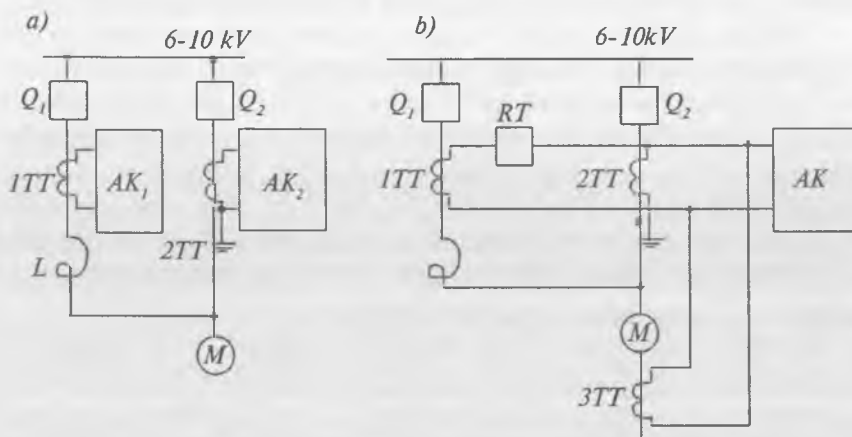 a)
6-10 kV
Q1
Q2
1TT
AK1
AK2
2TT
L
M
b)
6-10kV
Q1
RT
Q2
1TT
2TT
AK
M
3TT